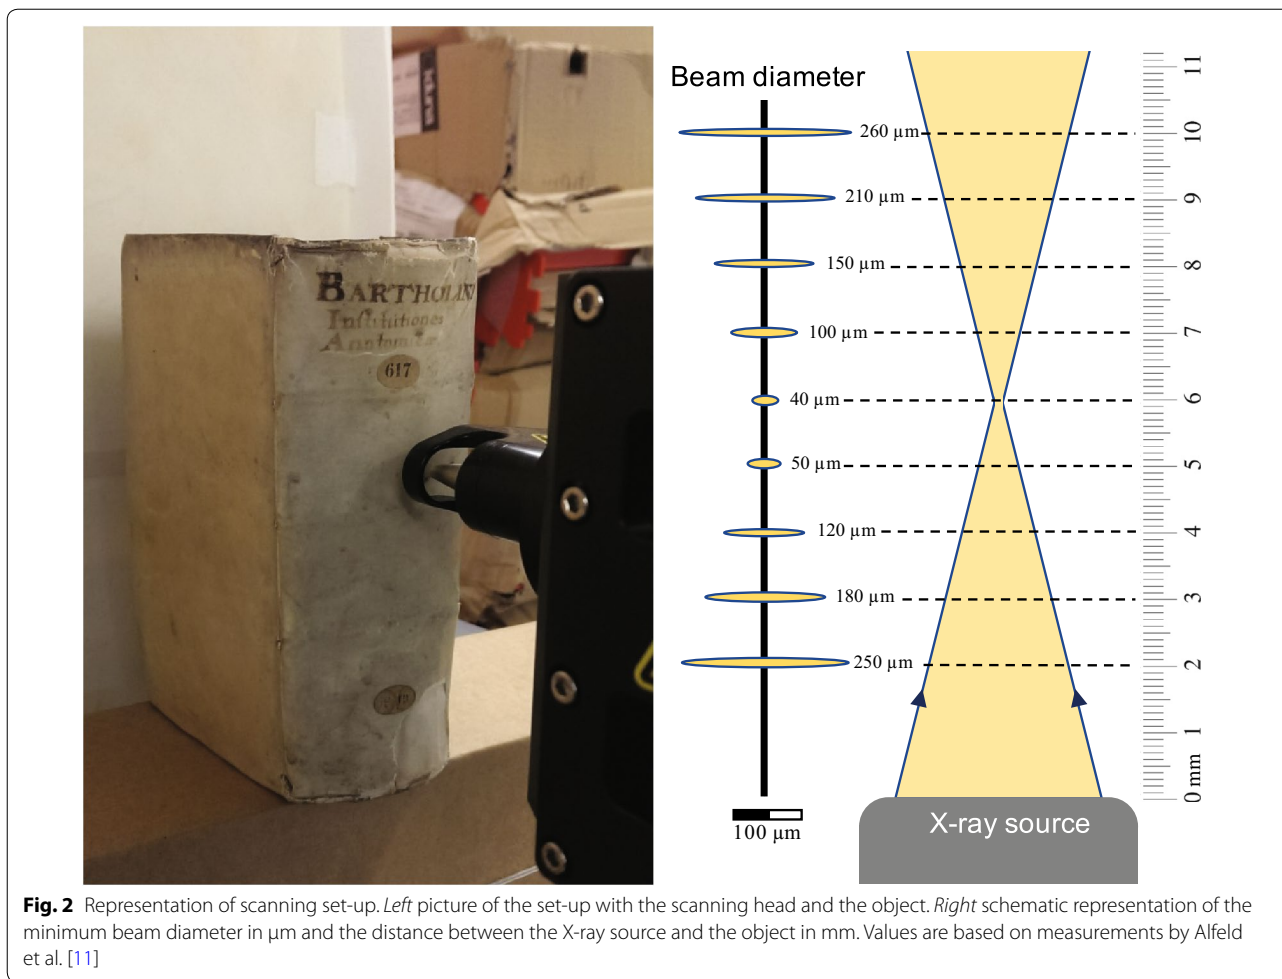 BARTHOLINI
Institutiones
617
Beam diameter
260 µm
210 µm
150 µm
100 µm
40 µm
50 µm
120 µm
180 µm
250 µm
100 µm
11
10
9
8
7
6
5
4
3
2
1
0 mm
X-ray source
Fig. 2 Representation of scanning set-up. Left picture of the set-up with the scanning head and the object. Right schematic representation of the
minimum beam diameter in µm and the distance between the X-ray source and the object in mm. Values are based on measurements by Alfeld
et al. [11]